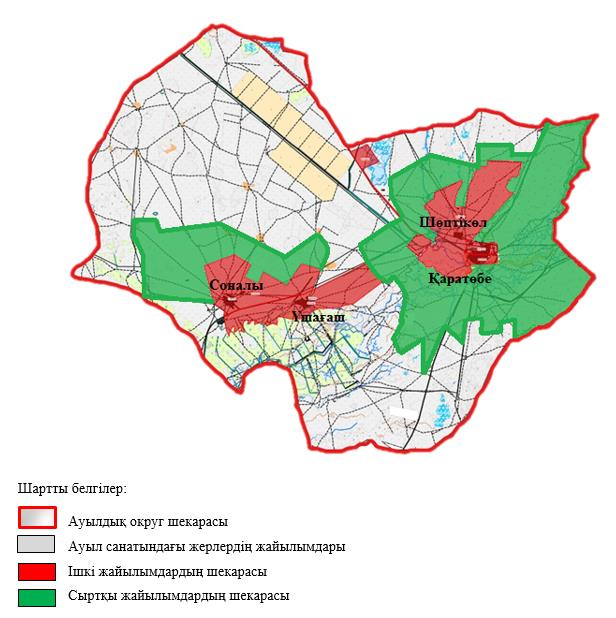 Шөптікөл
Қаратөбе
Соналы
Ұшағаш
Шартты белгілер:
Ауылдық округ шекарасы
Ауыл санатындағы жерлердің жайылымдары
Ішкі жайылымдардың шекарасы
Сыртқы жайылымдардың шекарасы